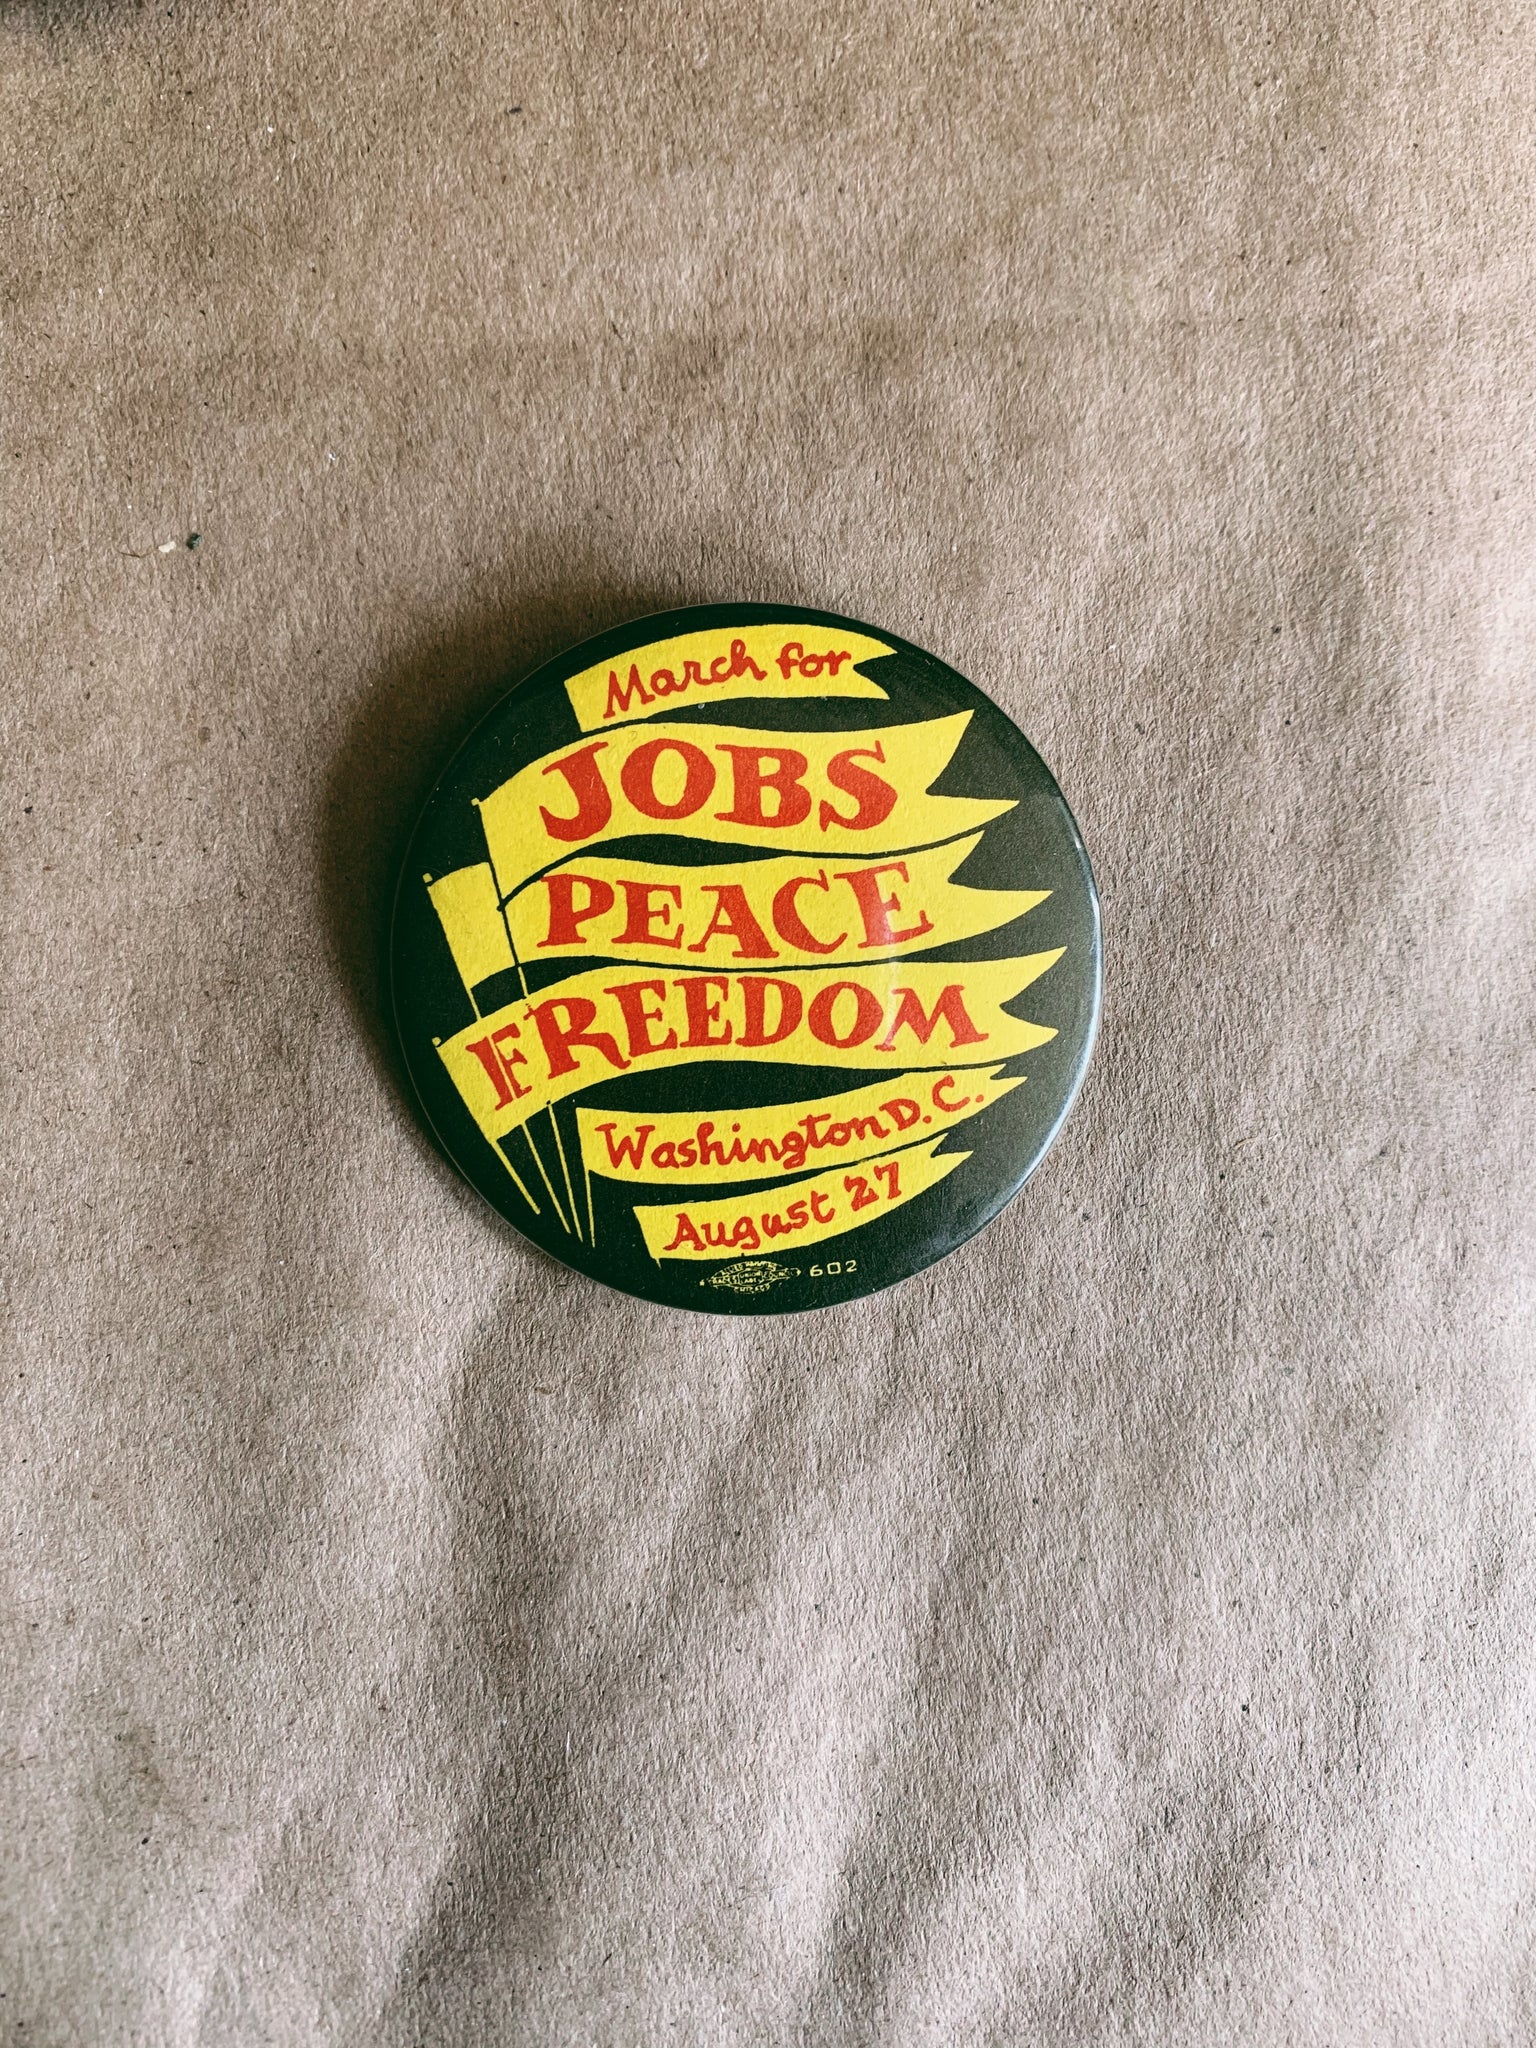 March for
JOBS
PEACE
FREEDOM
Washington D.C.
August 27
602